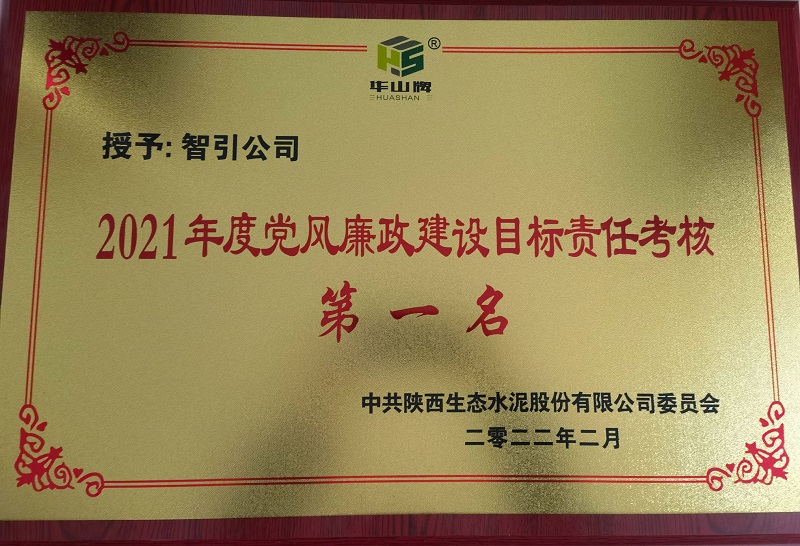 HS®
华山牌
HUASHAN
授予: 智引公司
2021年度党风廉政建设目标责任考核
第一名
中共陕西生态水泥股份有限公司委员会
二零二二年二月